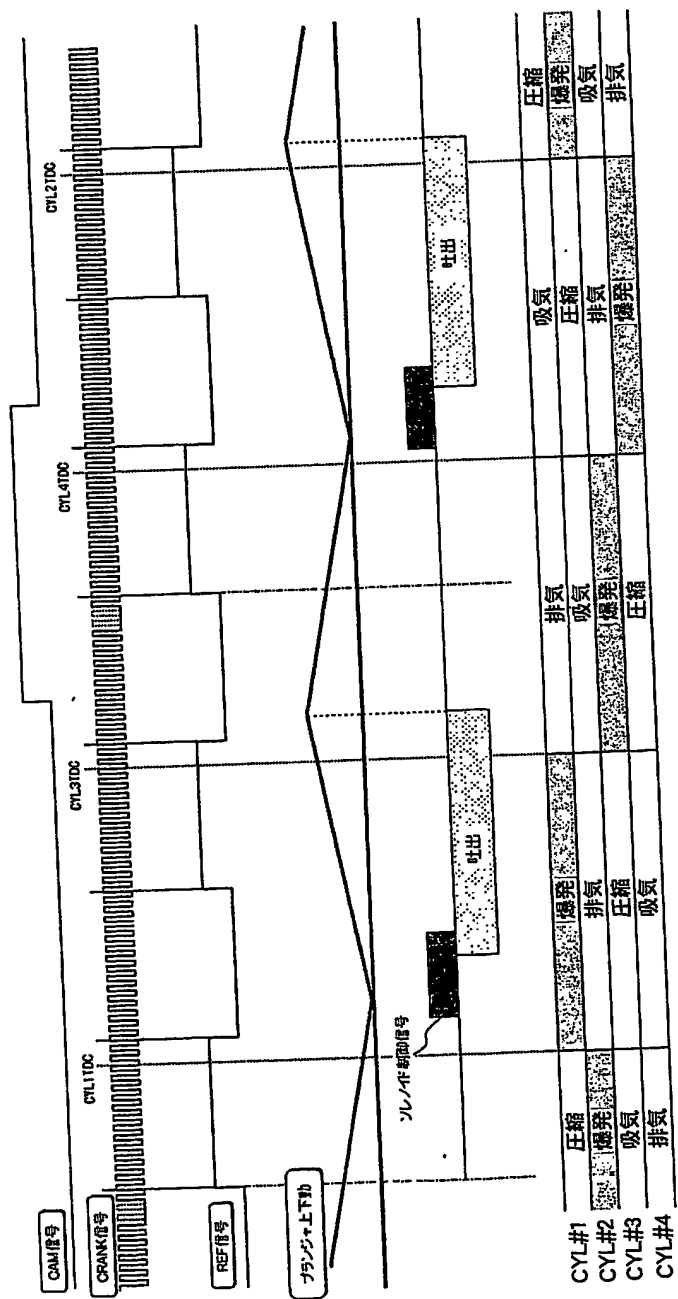 CAM信号
CRANK信号
CYL1TDC CYL3TDC CYL4TDC CYL2TDC
REF信号
プランジャ上下動
ソレノイド制御信号
吐出 吐出
CYL#1 圧縮 爆発 排気 吸気 圧縮
CYL#2 爆発 排気 吸気 圧縮 爆発
CYL#3 吸気 圧縮 爆発 排気 吸気
CYL#4 排気 吸気 圧縮 爆発 排気